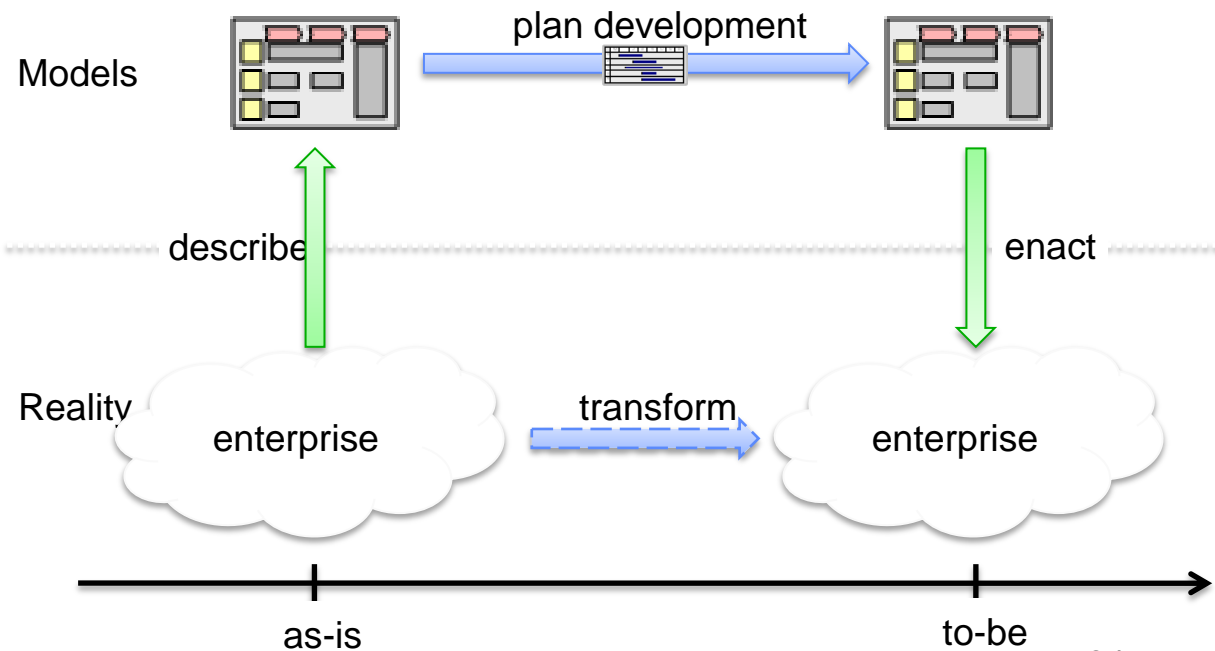 plan development
Models
describe
enact
Reality
transform
enterprise
enterprise
as-is
to-be